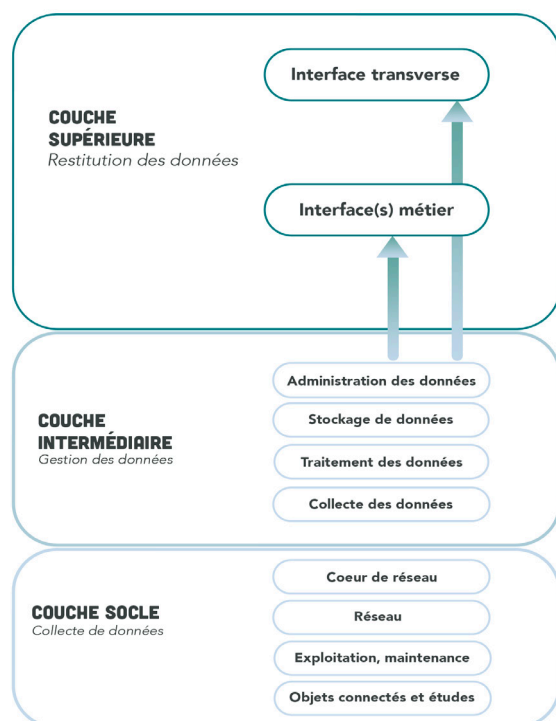 Interface transverse
COUCHE
SUPÉRIEURE
Restitution des données
Interface(s) métier
Administration des données
COUCHE
INTERMÉDIAIRE
Gestion des données
Stockage de données
Traitement des données
Collecte des données
Coeur de réseau
COUCHE SOCLE
Collecte de données
Réseau
Exploitation, maintenance
Objets connectés et études